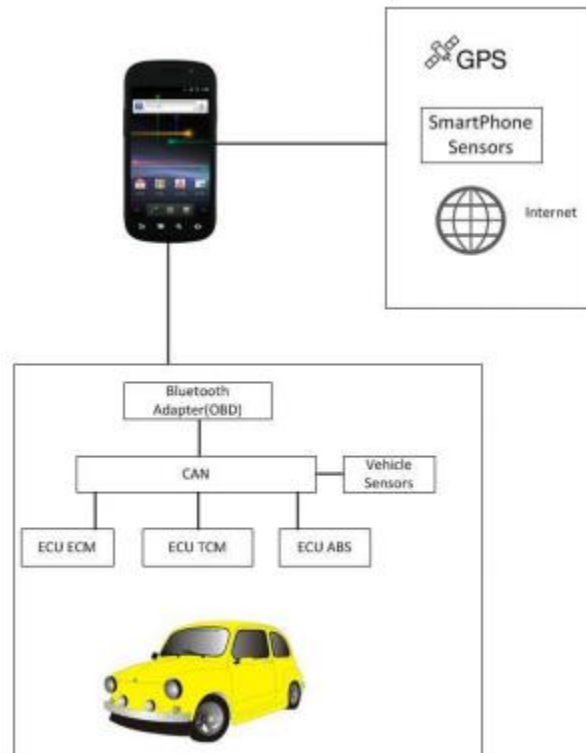 GPS
SmartPhone
Sensors
Internet
Bluetooth
Adapter(OBD)
CAN
Vehicle
Sensors
ECU ECM
ECU TCM
ECU ABS